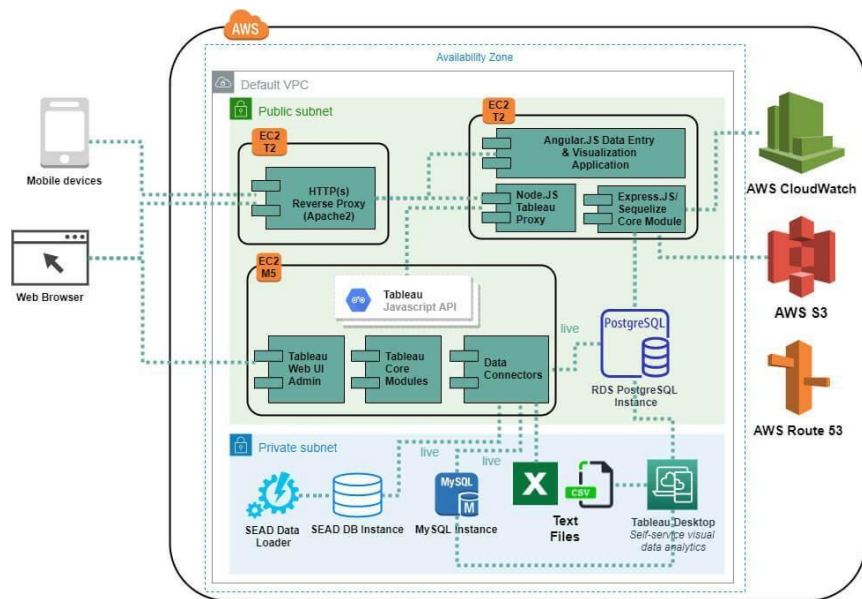 AWS
Availability Zone
Default VPC
Public subnet
EC2
T2
HTTP(s)
Reverse Proxy
(Apache2)
EC2
T2
Angular.JS Data Entry
& Visualization
Application
Node.JS
Tableau
Proxy
Express.JS/
Sequelize
Core Module
Mobile devices
Web Browser
AWS CloudWatch
AWS S3
AWS Route 53
EC2
M5
Tableau
Javascript API
Tableau
Web UI
Admin
Tableau
Core
Modules
Data
Connectors
live
PostgreSQL
RDS PostgreSQL
Instance
Private subnet
live
live
SEAD Data
Loader
SEAD DB Instance
MySQL
M
MySQL Instance
X
CSV
Text
Files
Tableau Desktop
Self-service visual
data analytics